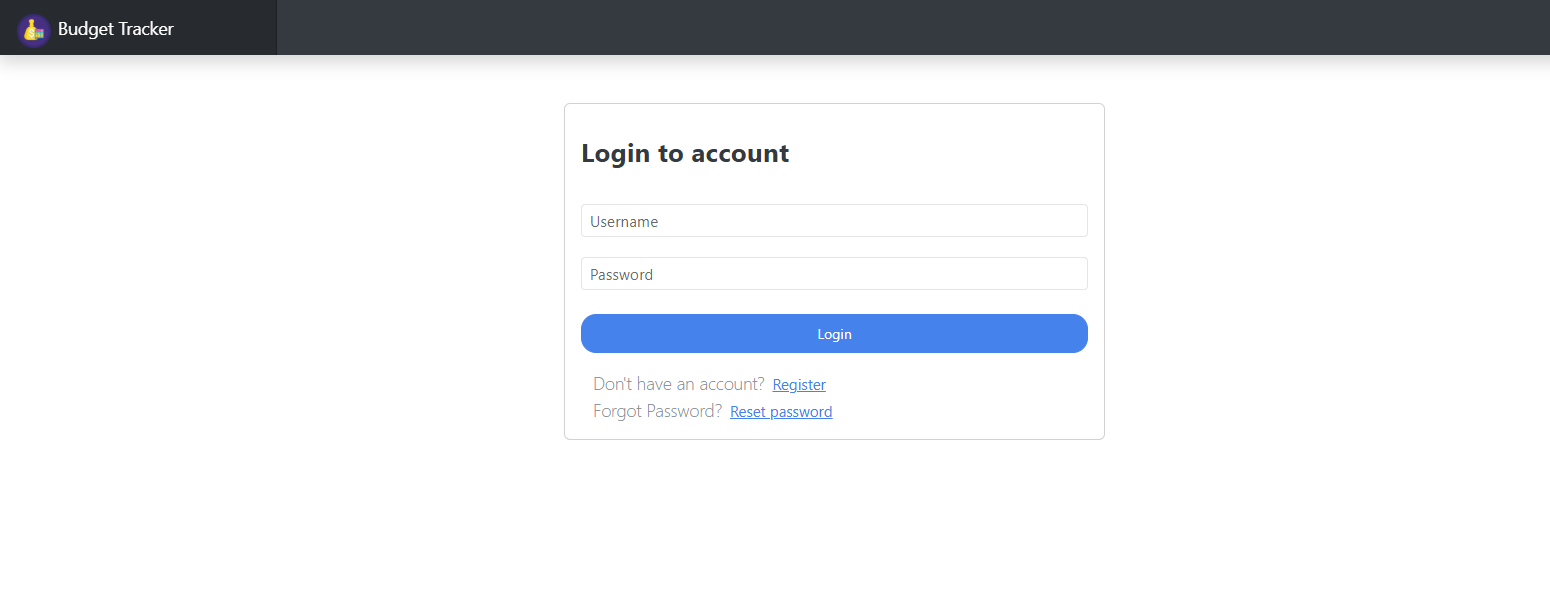 Budget Tracker
Login to account
Username
Password
Login
Don't have an account? Register
Forgot Password? Reset password